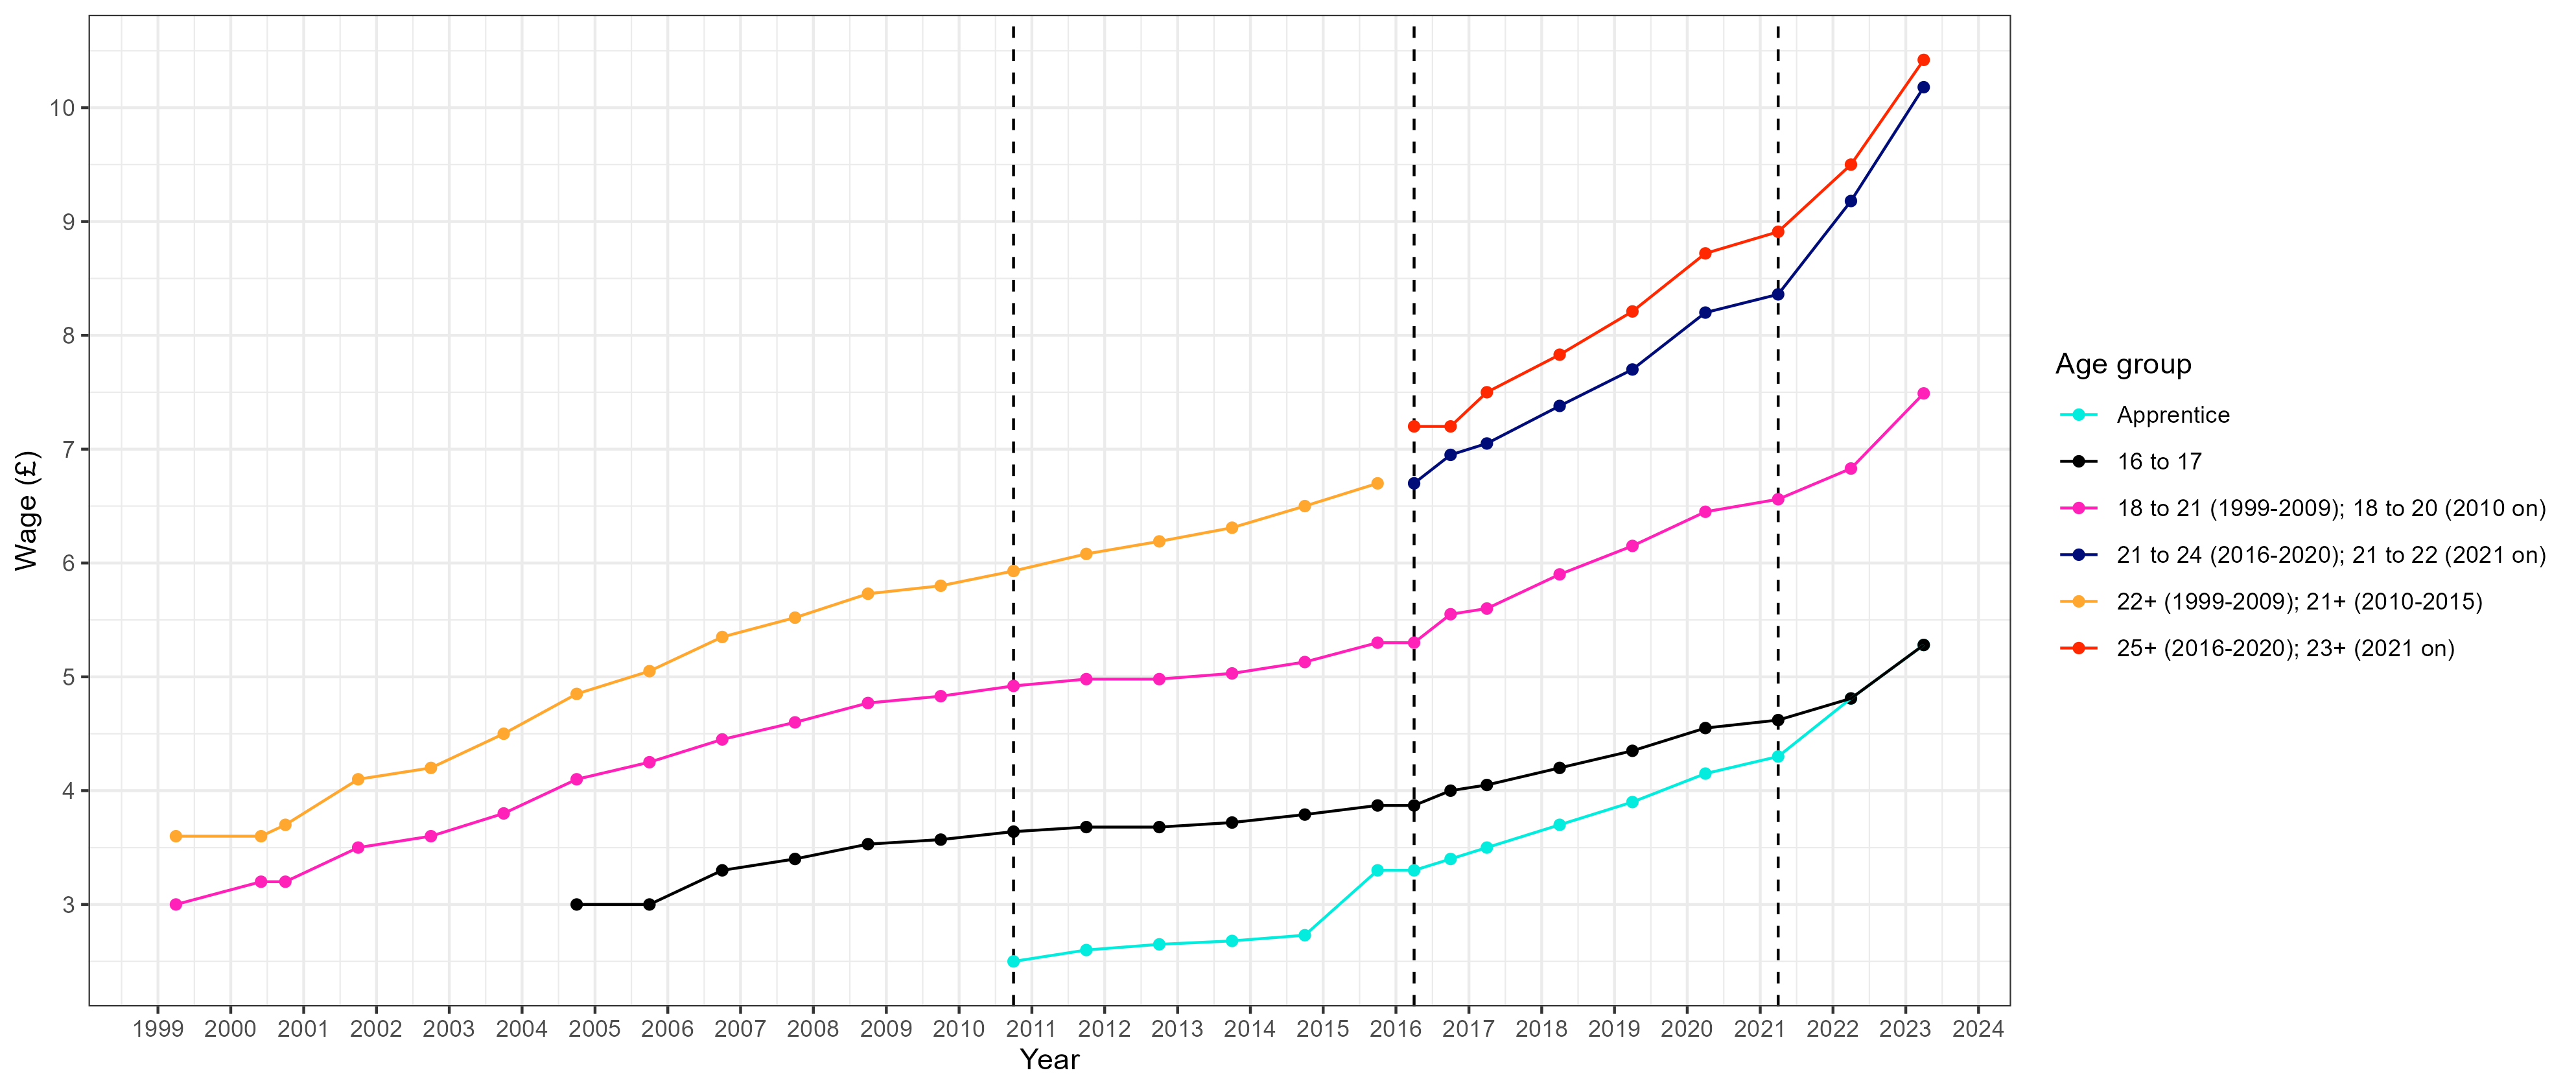 10
9
8
7
6
5
4
3
Wage (£)
1999 2000 2001 2002 2003 2004 2005 2006 2007 2008 2009 2010 2011 2012 2013 2014 2015 2016 2017 2018 2019 2020 2021 2022 2023 2024
Year
Age group
Apprentice
16 to 17
18 to 21 (1999-2009); 18 to 20 (2010 on)
21 to 24 (2016-2020); 21 to 22 (2021 on)
22+ (1999-2009); 21+ (2010-2015)
25+ (2016-2020); 23+ (2021 on)